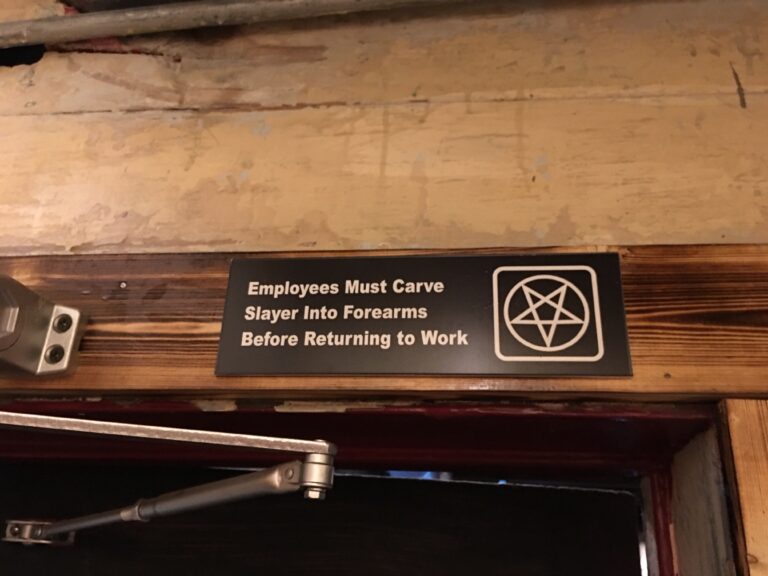 Employees Must Carve
Slayer Into Forearms
Before Returning to Work